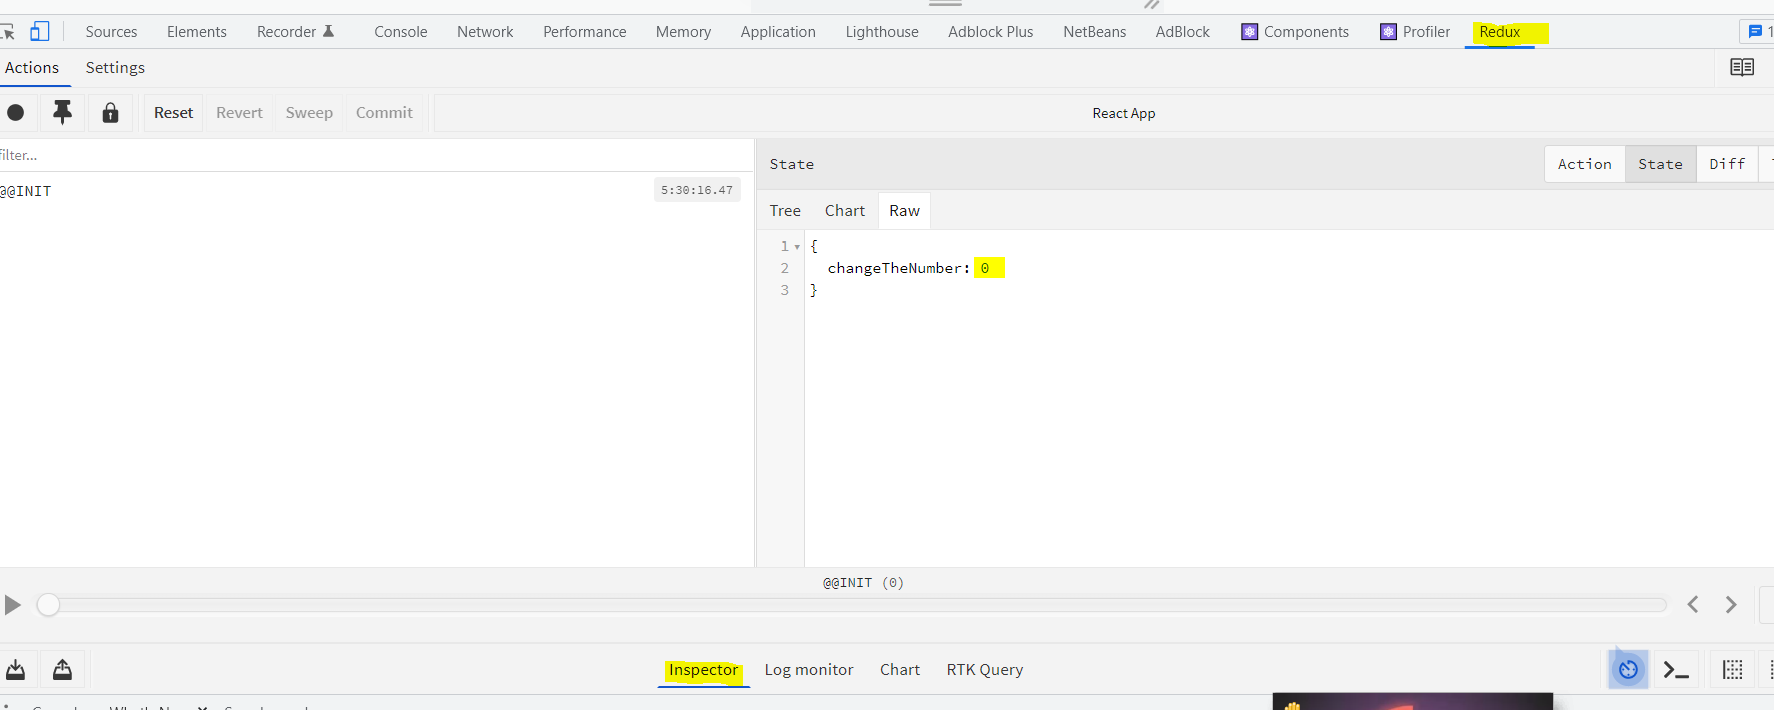 Sources Elements Recorder Console Network Performance Memory Application Lighthouse Adblock Plus NetBeans AdBlock Components Profiler Redux 1
Actions Settings
Reset Revert Sweep Commit React App
filter...
State Action State Diff
@@INIT 5:30:16.47
Tree Chart Raw
1 {
2 changeTheNumber: 0
3 }
@@INIT (0)
Inspector Log monitor Chart RTK Query